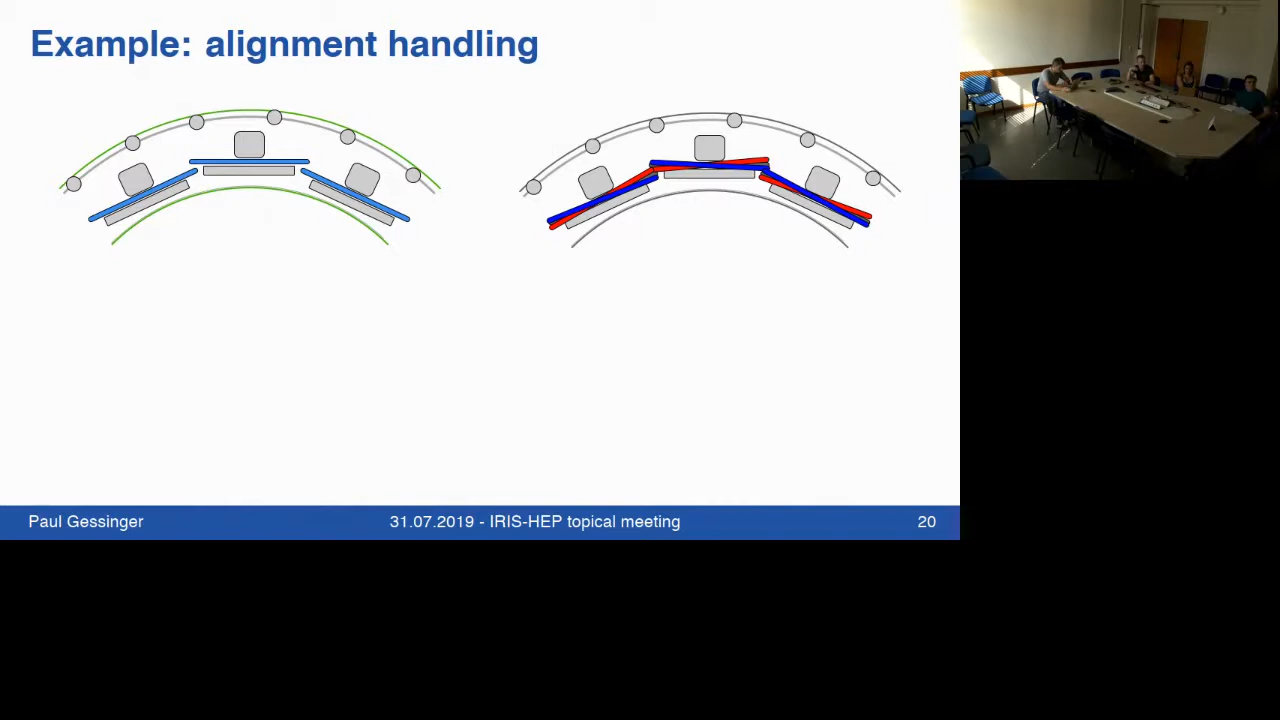 Example: alignment handling
Paul Gessinger
31.07.2019 - IRIS-HEP topical meeting
20